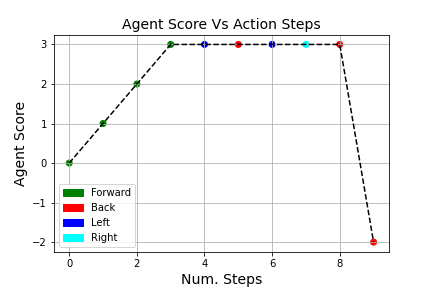 Agent Score Vs Action Steps
3
2
1
0
−1
−2
Agent Score
Forward
Back
Left
Right
0 2 4 6 8
Num. Steps